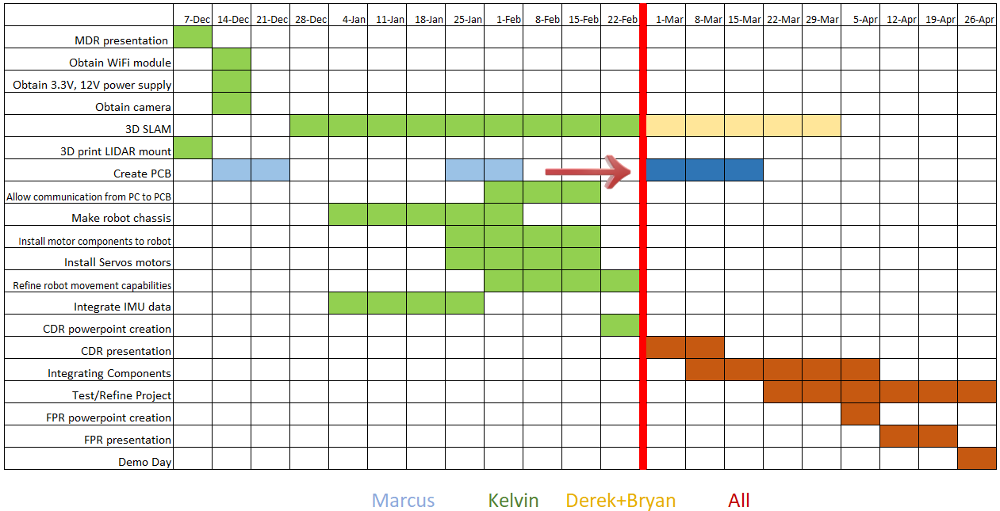 7-Dec 14-Dec 21-Dec 28-Dec 4-Jan 11-Jan 18-Jan 25-Jan 1-Feb 8-Feb 15-Feb 22-Feb 1-Mar 8-Mar 15-Mar 22-Mar 29-Mar 5-Apr 12-Apr 19-Apr 26-Apr
MDR presentation
Obtain WiFi module
Obtain 3.3V, 12V power supply
Obtain camera
3D SLAM
3D print LIDAR mount
Create PCB
Allow communication from PC to PCB
Make robot chassis
Install motor components to robot
Install Servos motors
Refine robot movement capabilities
Integrate IMU data
CDR powerpoint creation
CDR presentation
Integrating Components
Test/Refine Project
FPR powerpoint creation
FPR presentation
Demo Day
Marcus Kelvin Derek+Bryan All